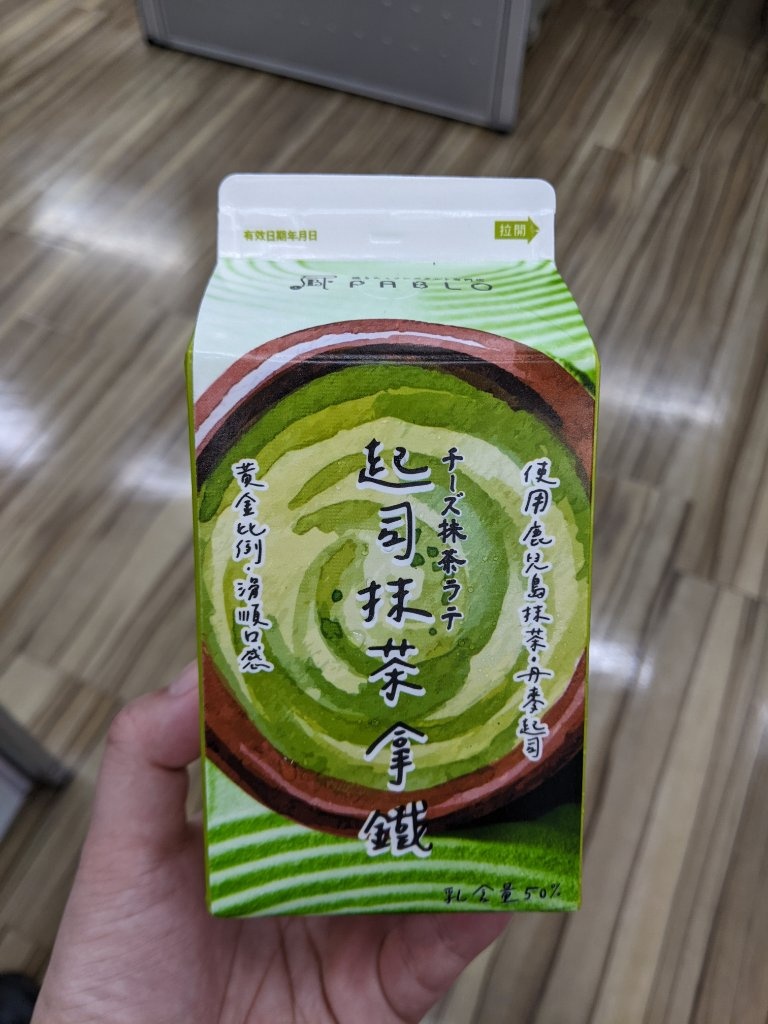 有效日期年月日
拉開
PABLO
使用鹿兒島抹茶·丹麥起司
チーズ抹茶ラテ
起司抹茶拿鐵
黃金比例·滑順口感
乳含量50%